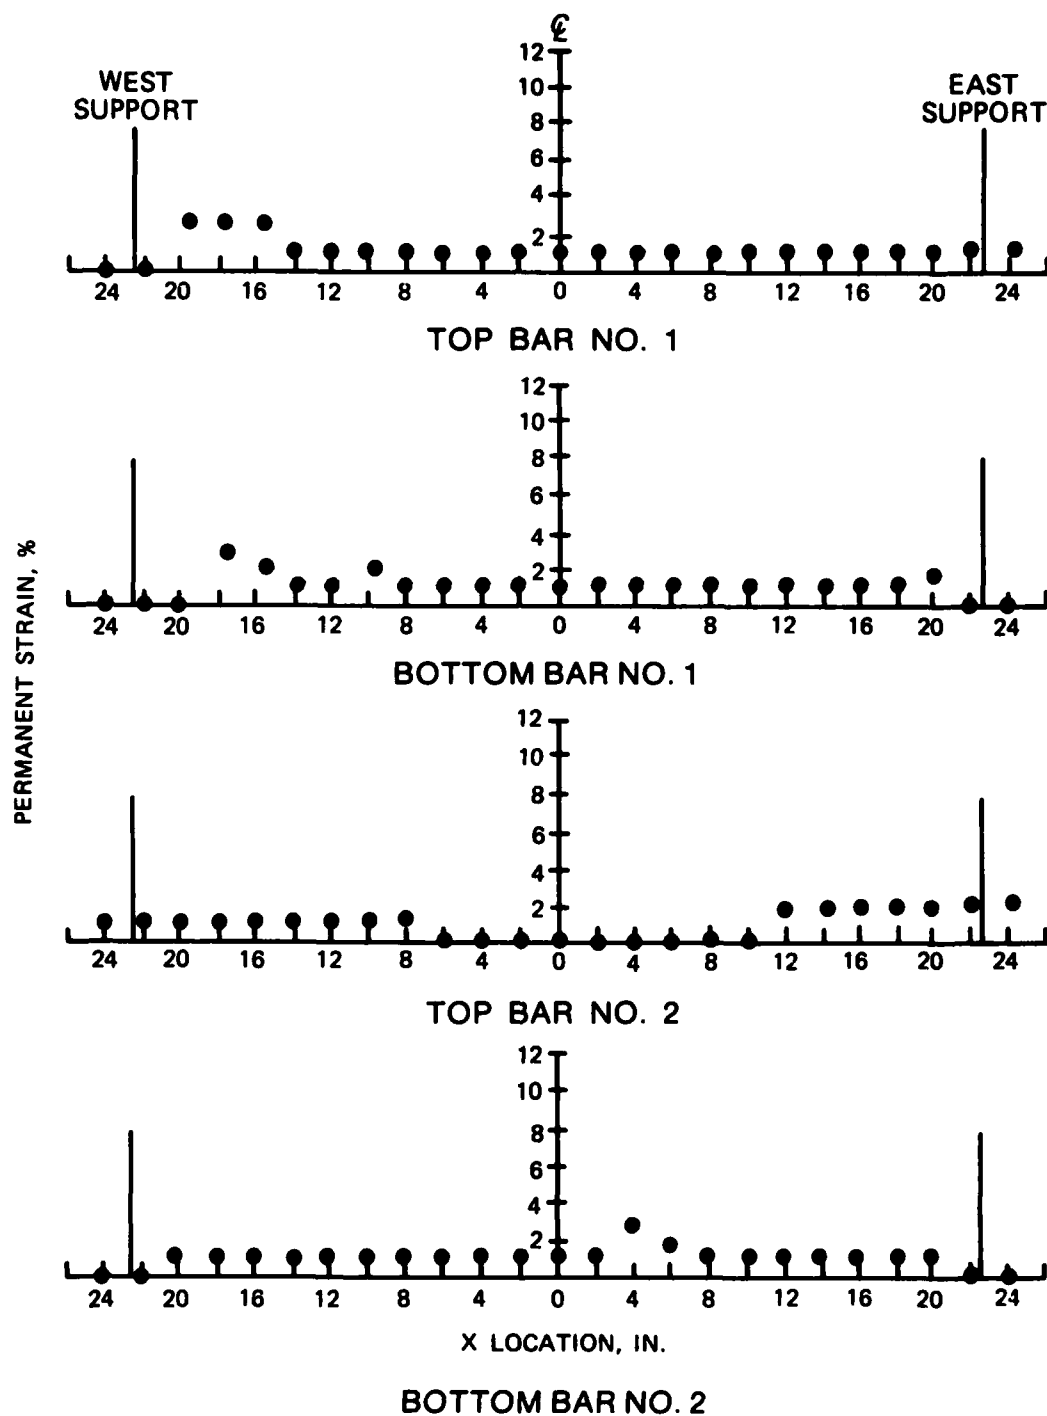 ℄
12
10
8
6
4
2
WEST
SUPPORT
EAST
SUPPORT
24 20 16 12 8 4 0 4 8 12 16 20 24
TOP BAR NO. 1
12
10
8
6
4
2
24 20 16 12 8 4 0 4 8 12 16 20 24
BOTTOM BAR NO. 1
PERMANENT STRAIN, %
12
10
8
6
4
2
24 20 16 12 8 4 0 4 8 12 16 20 24
TOP BAR NO. 2
12
10
8
6
4
2
24 20 16 12 8 4 0 4 8 12 16 20 24
X LOCATION, IN.
BOTTOM BAR NO. 2